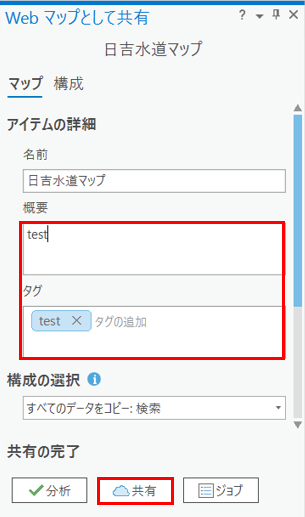 Web マップとして共有
日吉水道マップ
マップ 構成
アイテムの詳細
名前
日吉水道マップ
概要
test
タグ
test × タグの追加
構成の選択
すべてのデータをコピー: 検索
共有の完了
分析 共有 ジョブ